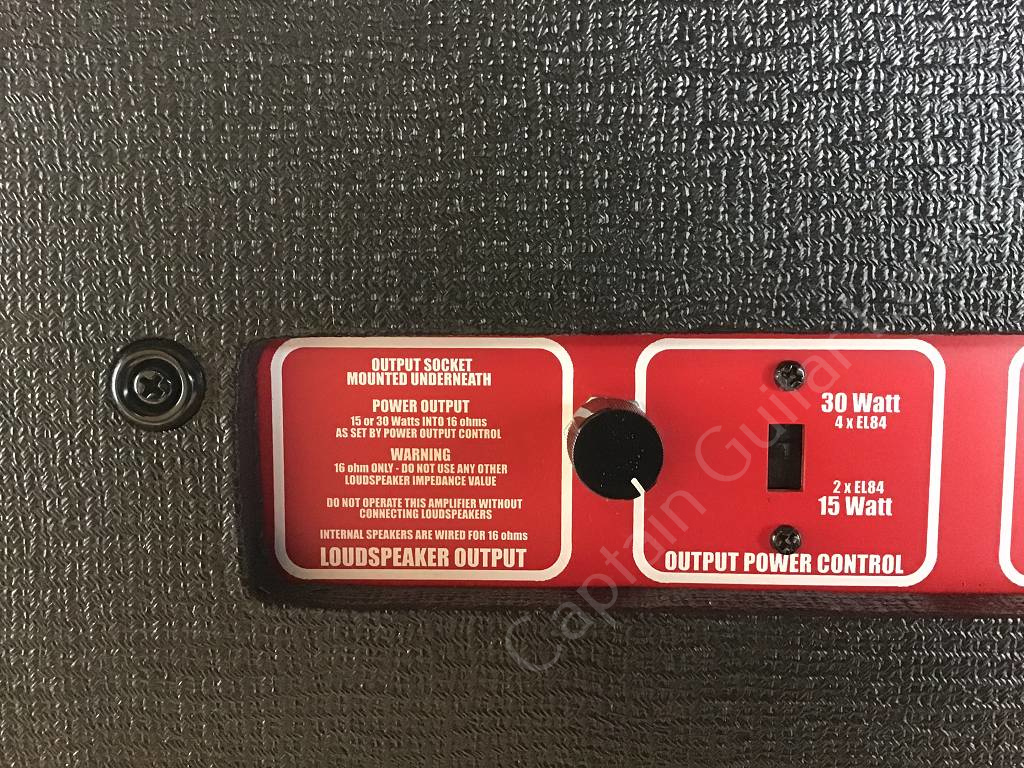 OUTPUT SOCKET
MOUNTED UNDERNEATH
POWER OUTPUT
15 or 30 Watts INTO 16 ohms
AS SET BY POWER OUTPUT CONTROL
WARNING
16 ohm ONLY - DO NOT USE ANY OTHER
LOUDSPEAKER IMPEDANCE VALUE
DO NOT OPERATE THIS AMPLIFIER WITHOUT
CONNECTING LOUDSPEAKERS
INTERNAL SPEAKERS ARE WIRED FOR 16 ohms
LOUDSPEAKER OUTPUT
30 Watt
4 x EL84
2 x EL84
15 Watt
OUTPUT POWER CONTROL
Captain Guitar